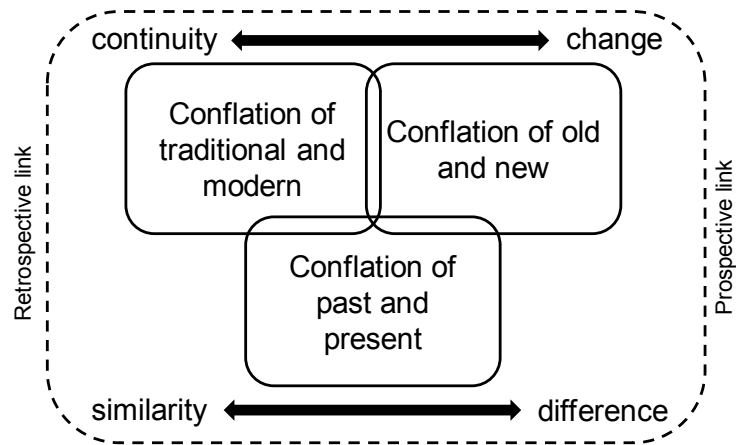 continuity change
Conflation of
traditional and
modern
Conflation of old
and new
Conflation of
past and
present
similarity difference
Retrospective link
Prospective link